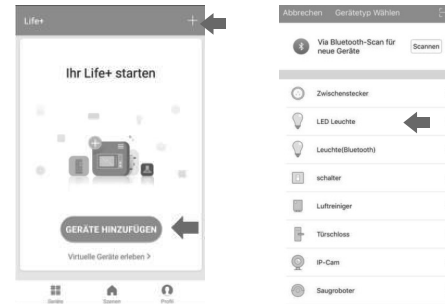 Life+
Ihr Life+ starten
GERÄTE HINZUFÜGEN
Virtuelle Geräte erleben >
Geräte Szenen Profil
Abbrechen Gerätetyp Wählen
Via Bluetooth-Scan für
neue Geräte
Scannen
Zwischenstecker
LED Leuchte
Leuchte(Bluetooth)
schalter
Luftreiniger
Türschloss
IP-Cam
Saugroboter